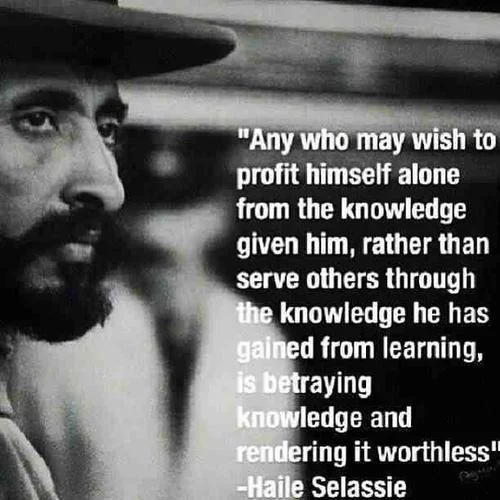 "Any who may wish to
profit himself alone
from the knowledge
given him, rather than
serve others through
the knowledge he has
gained from learning,
is betraying
knowledge and
rendering it worthless"
-Haile Selassie